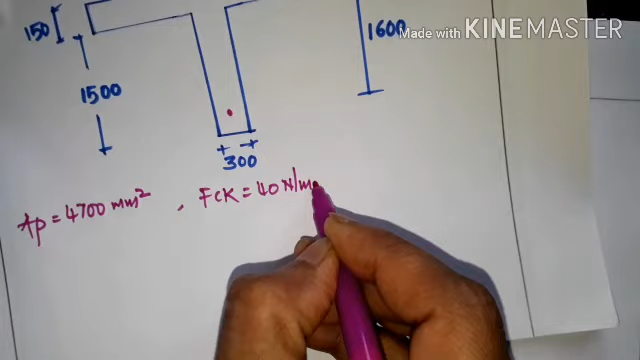 Made with KINEMASTER
150
1600
1500
300
Ap = 4700 mm², FcK = 40 N/m